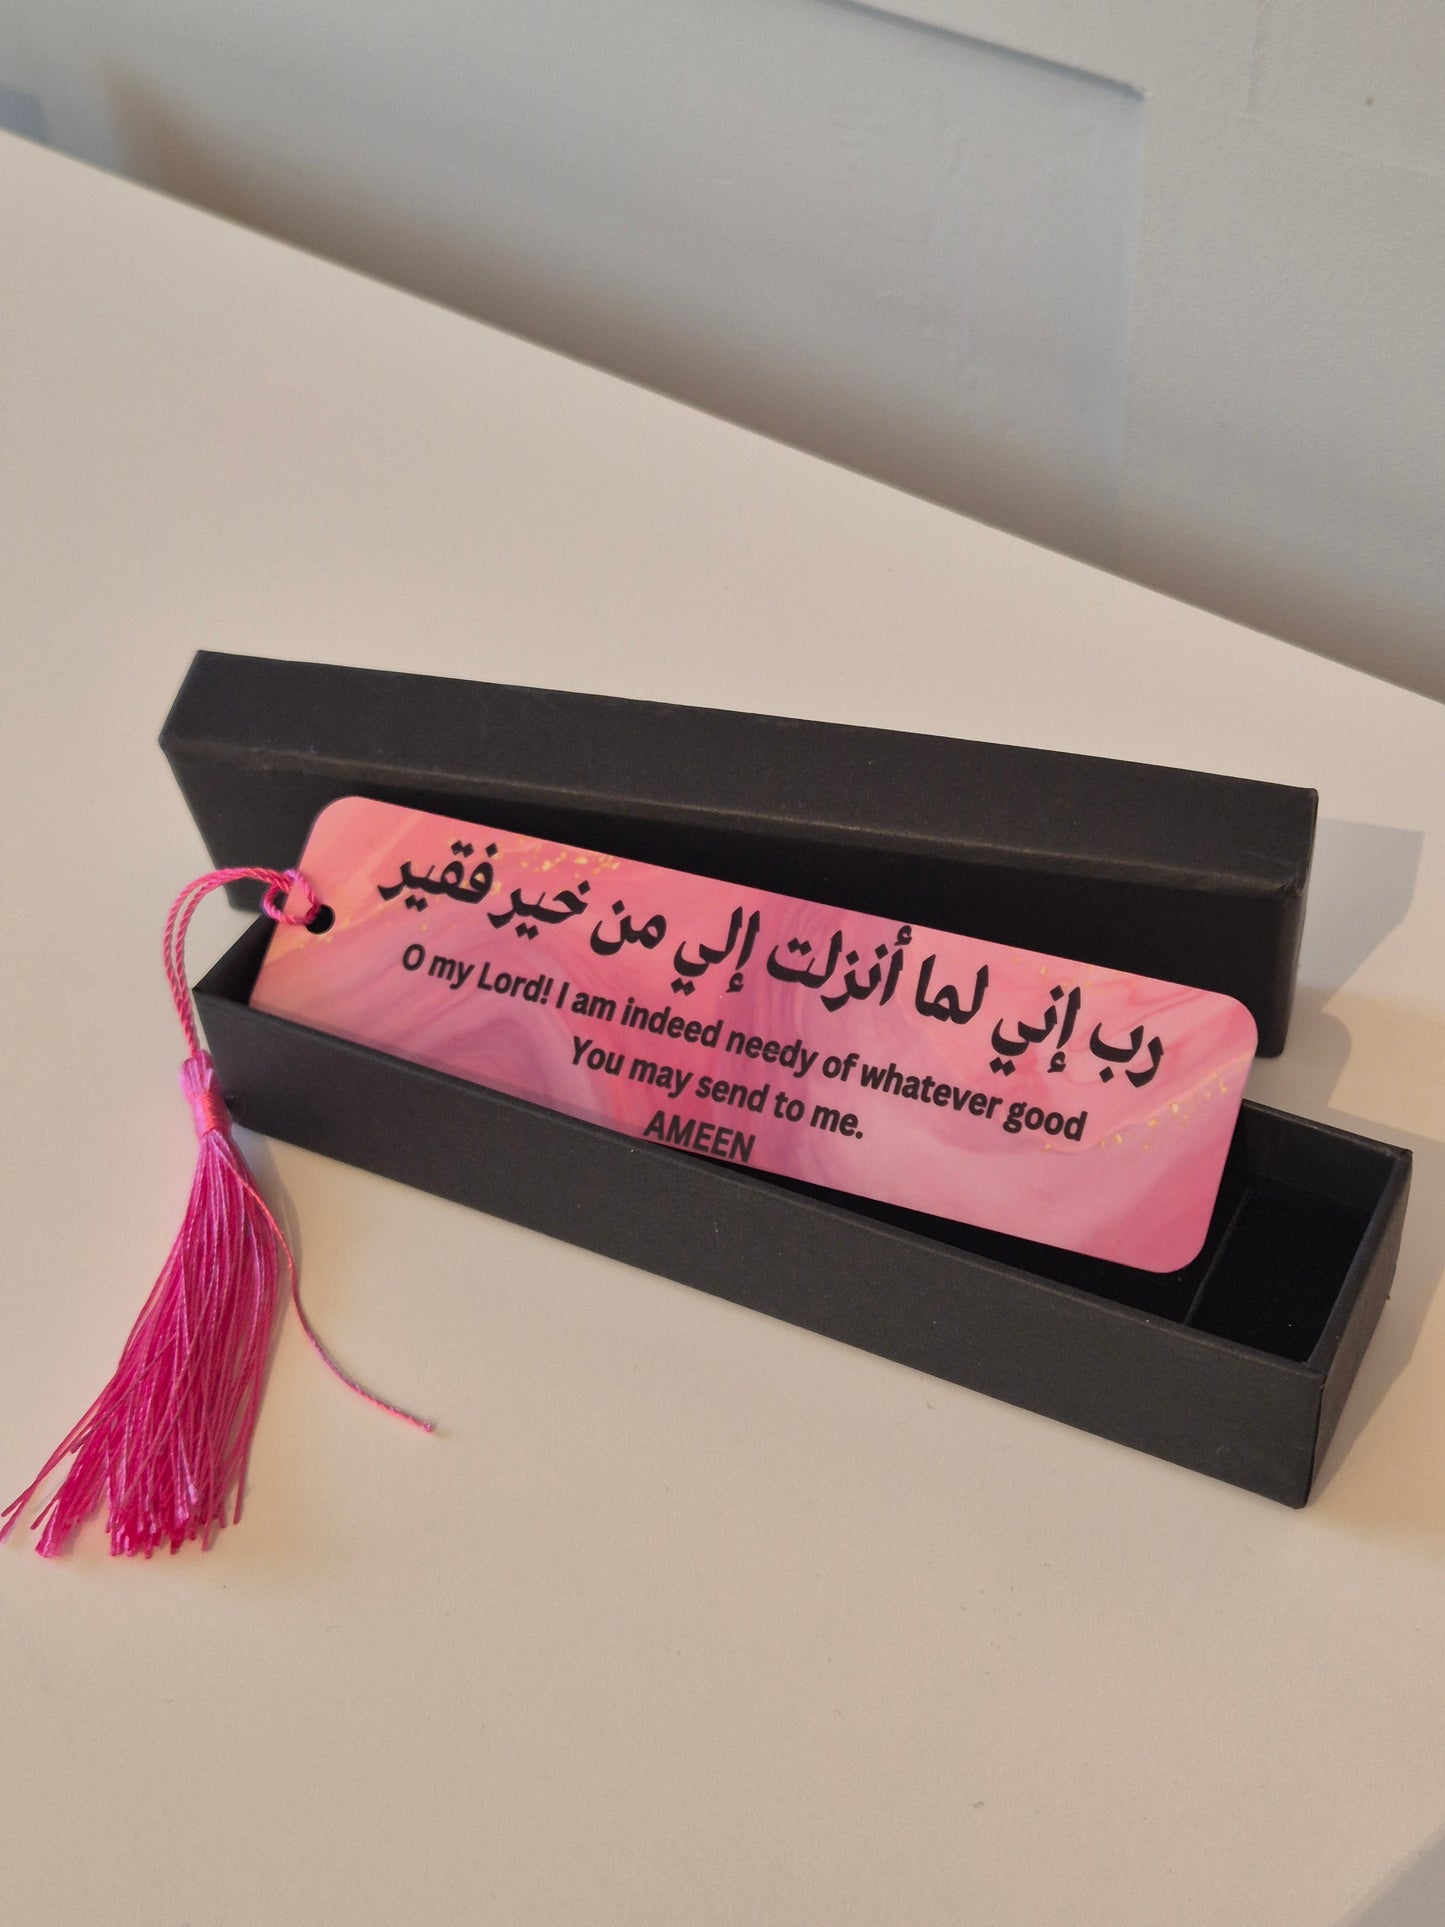 رب إني لما أنزلت إلي من خير فقير
O my Lord! I am indeed needy of whatever good
You may send to me.
AMEEN